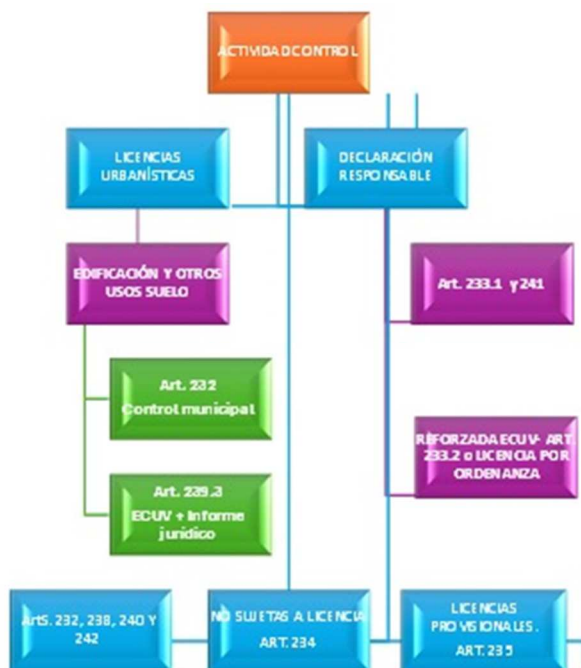 ACTIVIDAD CONTROL
LICENCIAS
URBANÍSTICAS
DECLARACIÓN
RESPONSABLE
EDIFICACIÓN Y OTROS
USOS SUELO
Art. 233.1 y 241
Art. 232
Control municipal
REFORZADA ECUV- ART.
233.2 o LICENCIA POR
ORDENANZA
Art. 239.3
ECUV + Informe
jurídico
ArtS. 232, 238, 240 Y
242
NO SUJETAS A LICENCIA
ART. 234
LICENCIAS
PROVISIONALES.
ART. 235